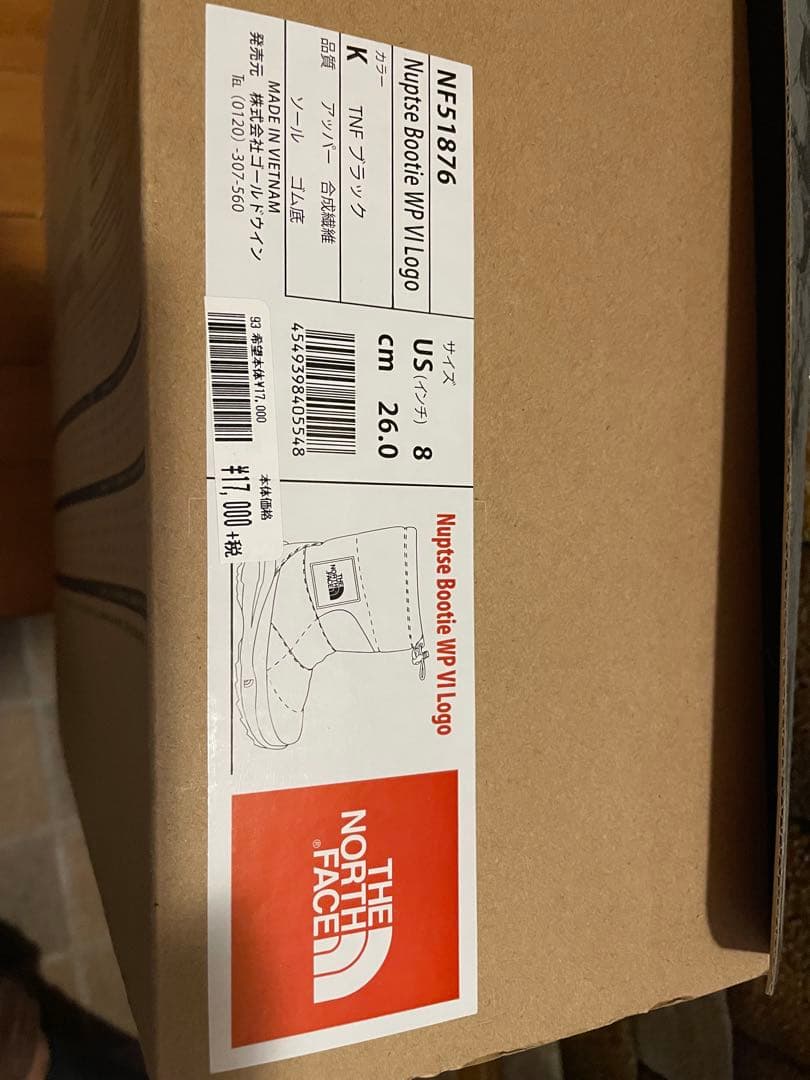 NF51876
Nuptse Bootie WP VI Logo
カラー
K TNF ブラック
品質 アッパー 合成繊維
ソール ゴム底
MADE IN VIETNAM
発売元 株式会社ゴールドウイン
℡ (0120) -307-560
サイズ
US (インチ) 8
cm 26.0
4549398405548
93 希望本体¥17,000
本体価格
¥17,000 +税
Nuptse Bootie WP VI Logo
THE
NORTH
FACE
THE
NORTH
FACE®